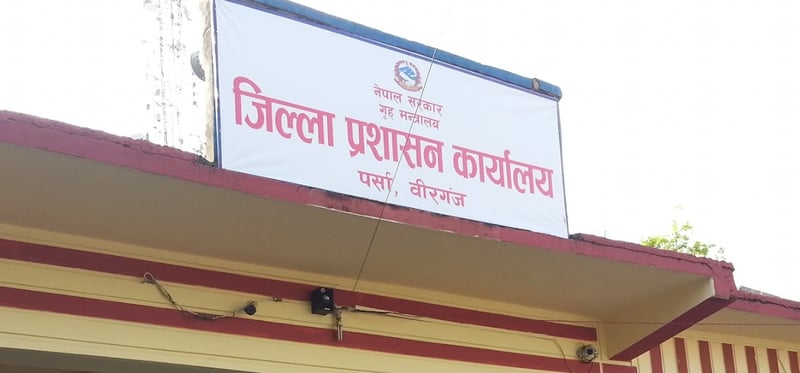 नेपाल सरकार
गृह मन्त्रालय
जिल्ला प्रशासन कार्यालय
पर्सा, वीरगंज